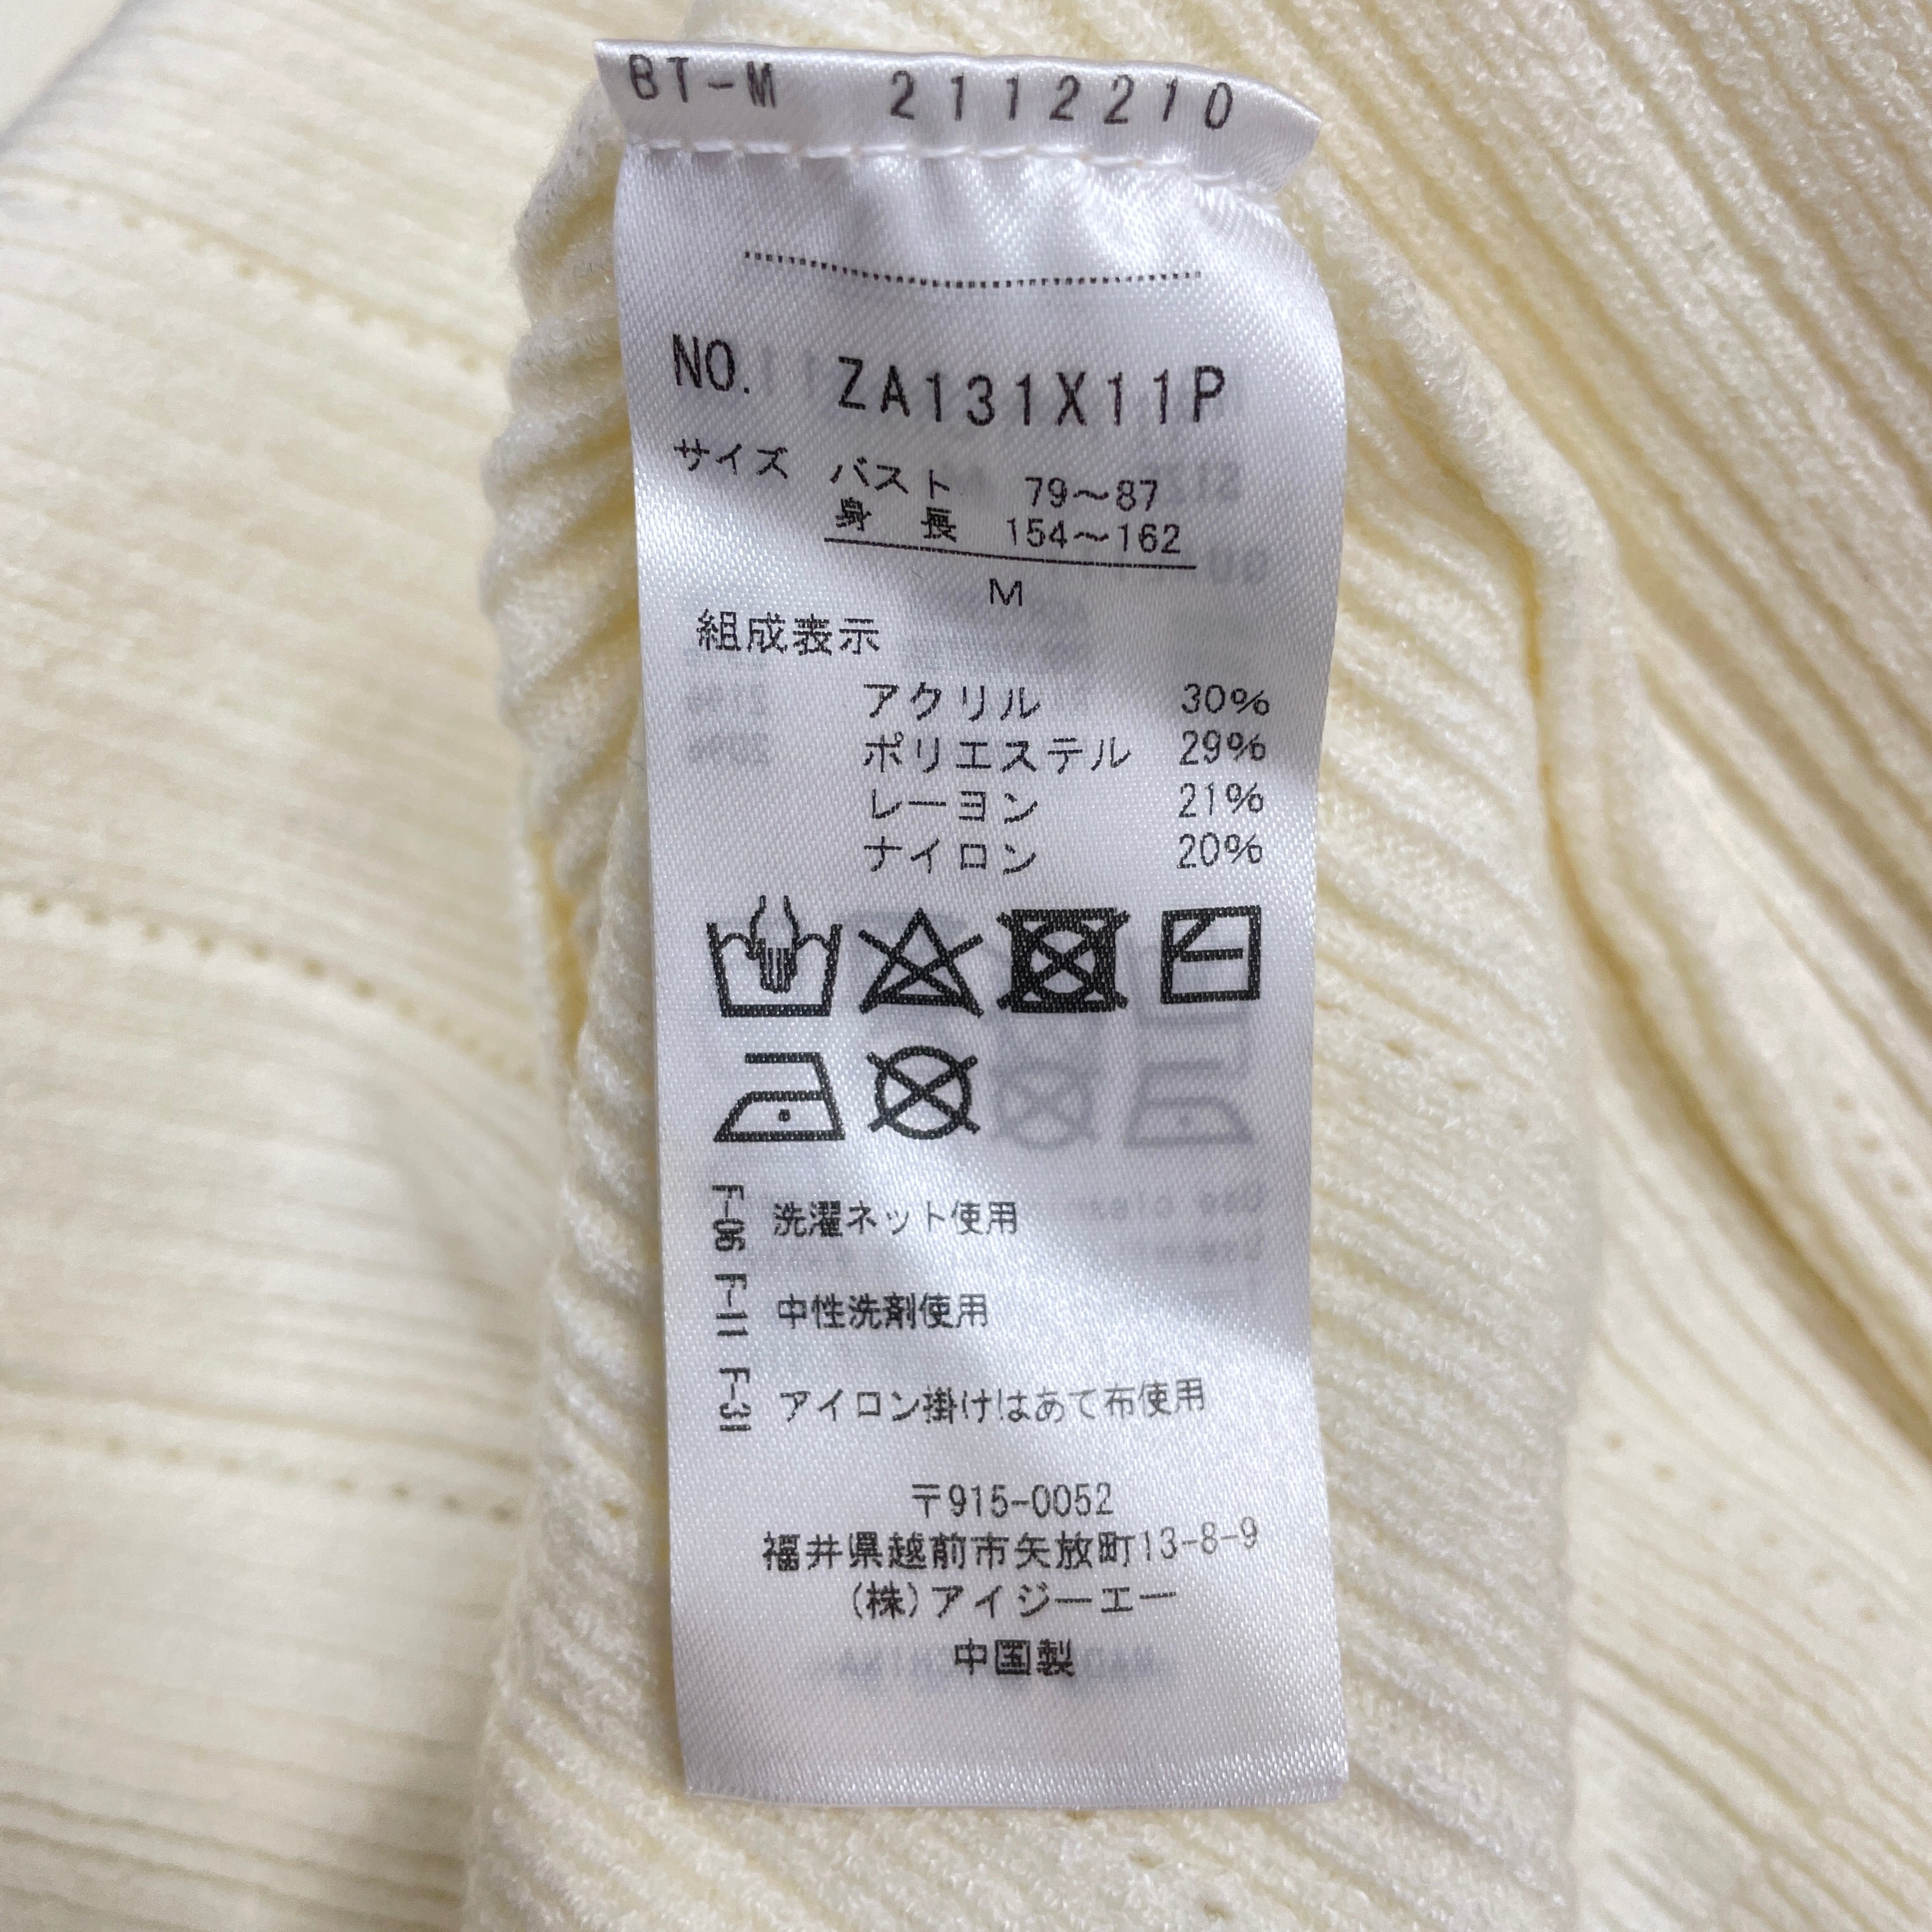 BT-M 2112210
NO. ZA131X11P
サイズ バスト 79～87
身長 154～162
M
組成表示
アクリル 30%
ポリエステル 29%
レーヨン 21%
ナイロン 20%
F-06 洗濯ネット使用
F-11 中性洗剤使用
F-31 アイロン掛けはあて布使用
〒915-0052
福井県越前市矢放町13-8-9
(株)アイジーエー
中国製